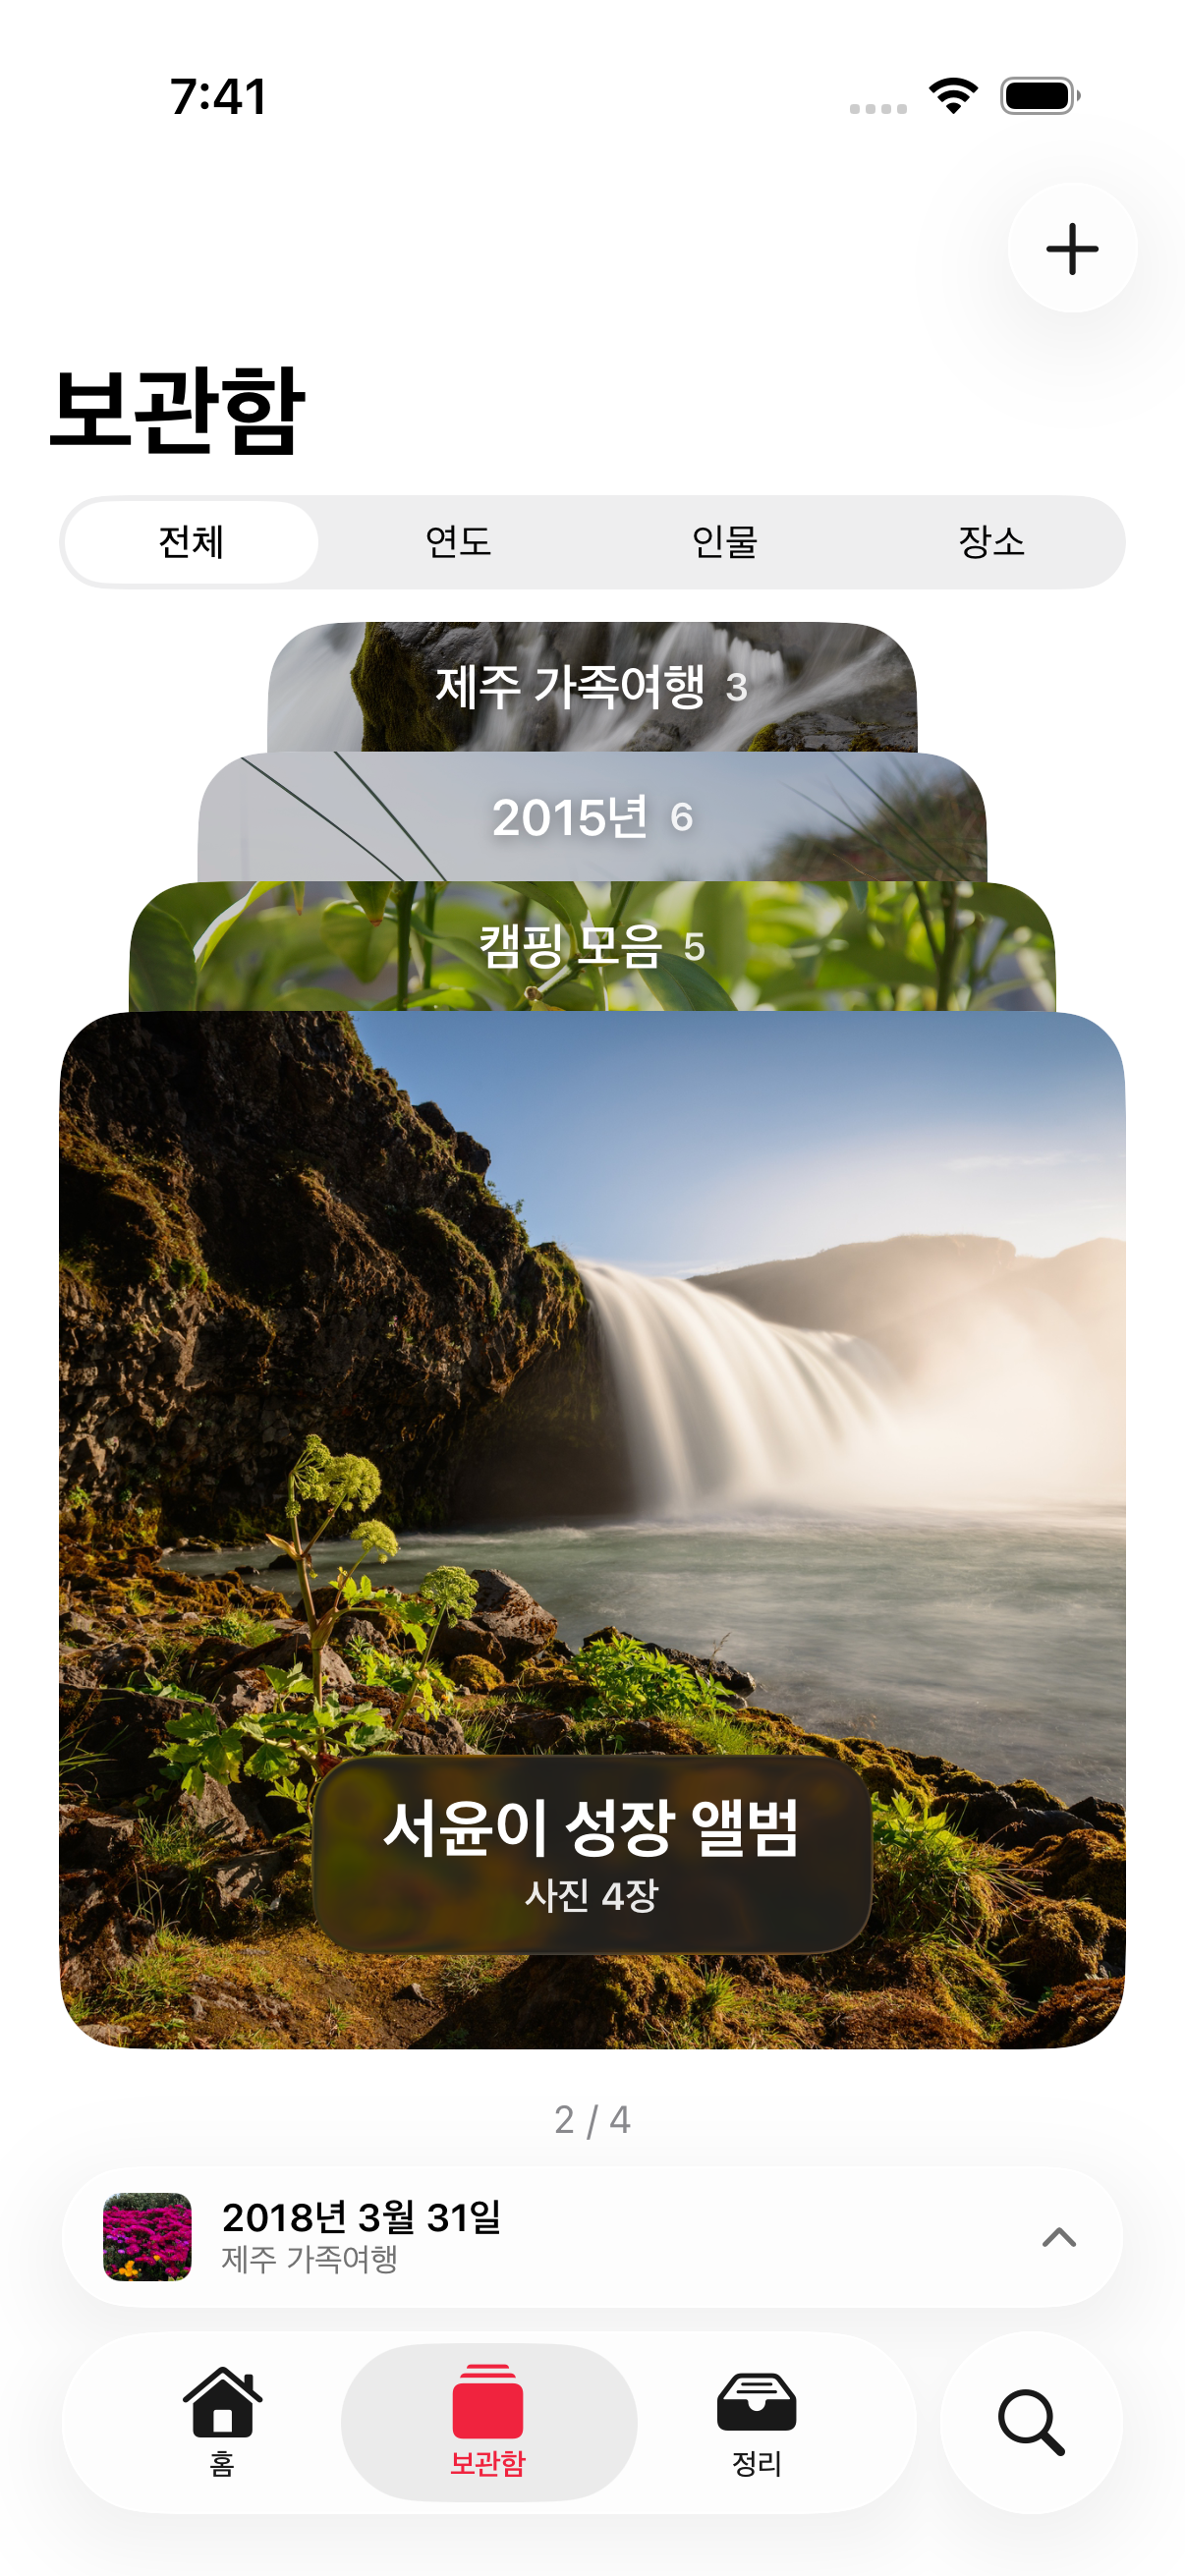 7:41
보관함
전체 연도 인물 장소
제주 가족여행 3
2015년 6
캠핑 모음 5
서윤이 성장 앨범
사진 4장
2 / 4
2018년 3월 31일
제주 가족여행
홈 보관함 정리